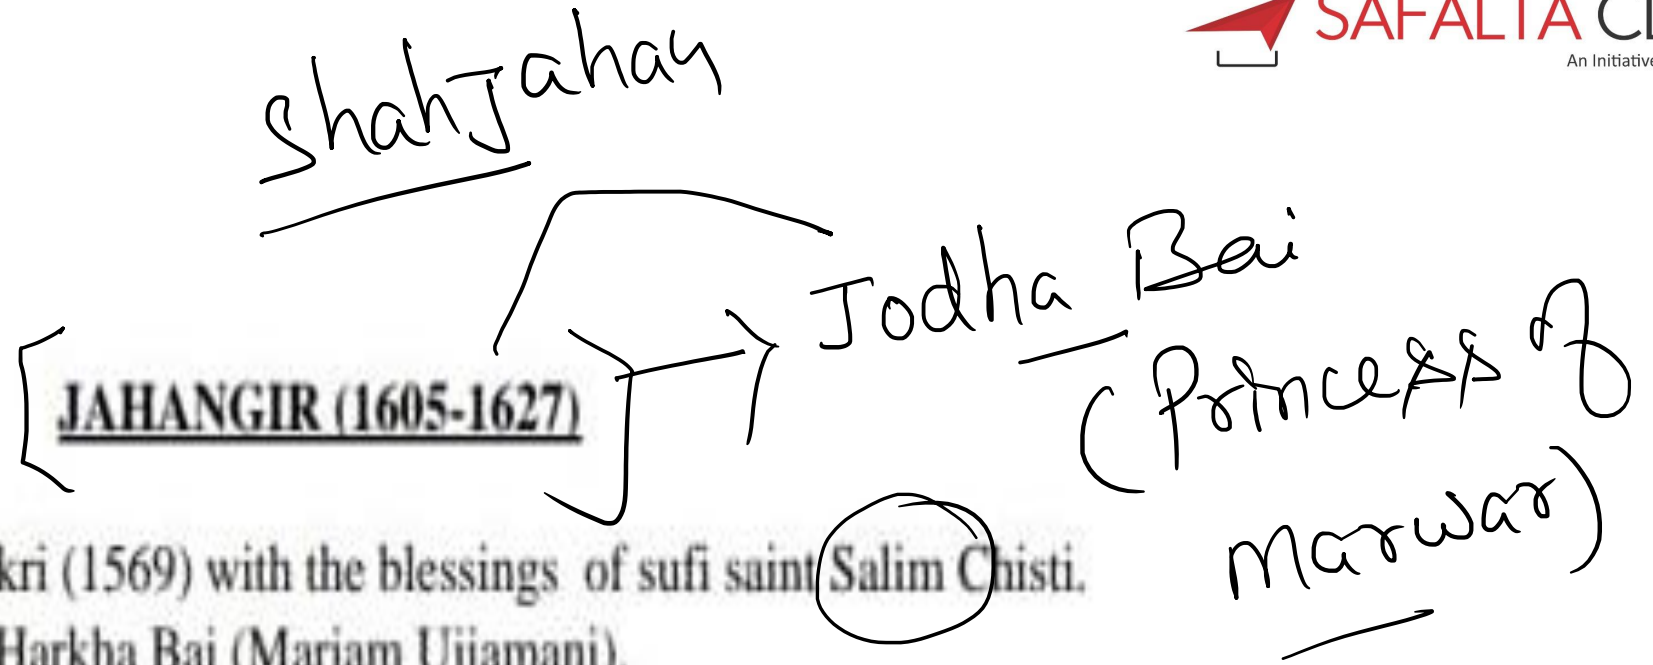 SAFALTA CL
An Initiative
ShahJahan
Jodha Bai
(Princess of
Marwar)
JAHANGIR (1605-1627)
kri (1569) with the blessings of sufi saint Salim Chisti.
Harkha Bai (Mariam Ujjamani).